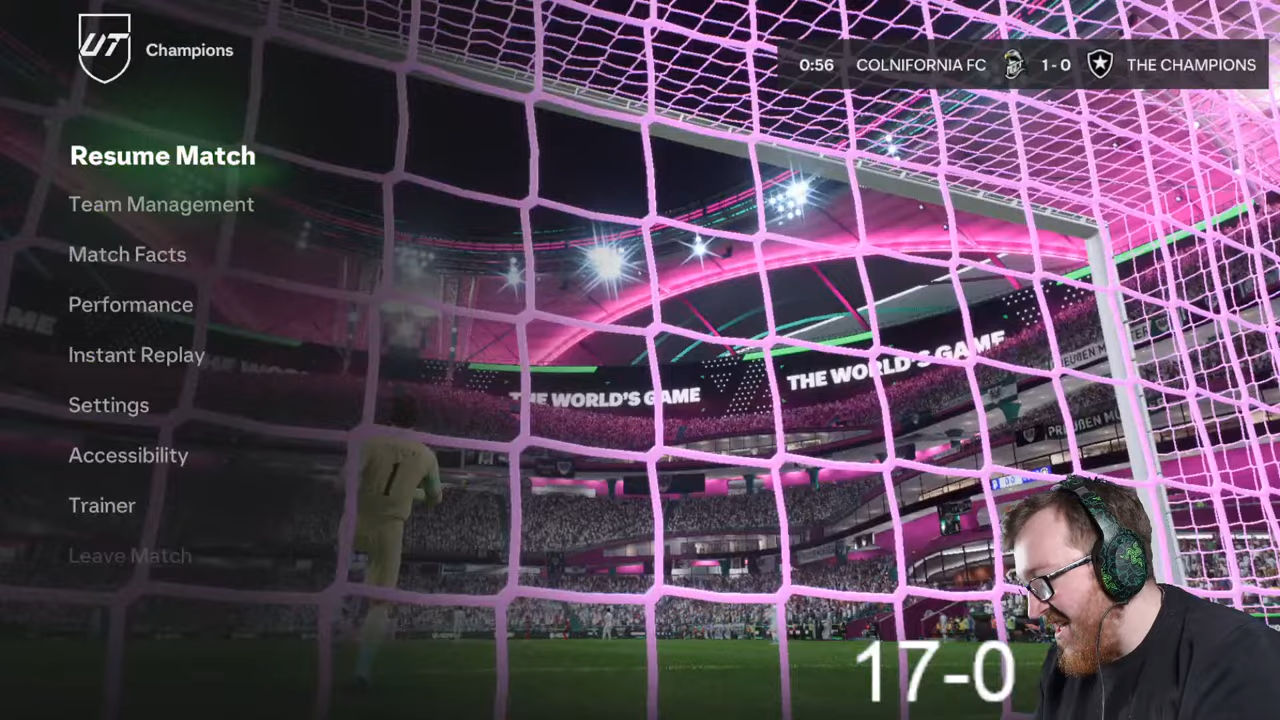 UT Champions
0:56 COLNIFORNIA FC 1 - 0 THE CHAMPIONS
Resume Match
Team Management
Match Facts
Performance
Instant Replay
Settings
Accessibility
Trainer
Leave Match
THE WORLD'S GAME
THE WORLD'S GAME
1
17-0